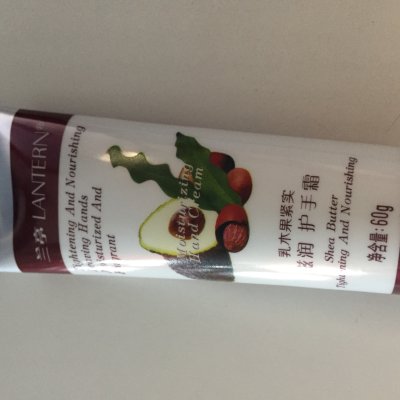 兰亭 LANTERN
Tightening And Nourishing
Leaving Hands
Moisturized And
Fragrant
Moisturizing
Hand Cream
乳木果紧实
滋润 护手霜
Shea Butter
Tightening And Nourishing
净含量: 60g